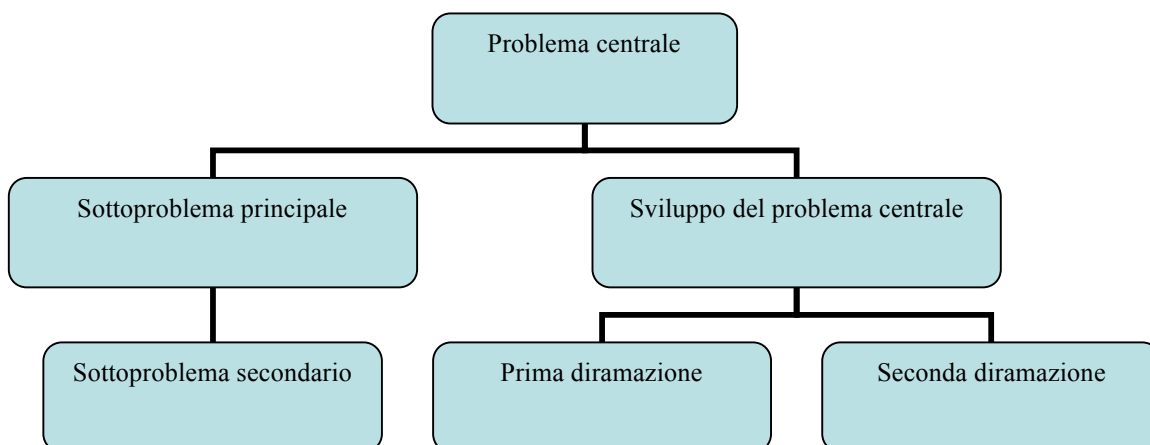 Problema centrale
Sottoproblema principale
Sviluppo del problema centrale
Sottoproblema secondario
Prima diramazione
Seconda diramazione